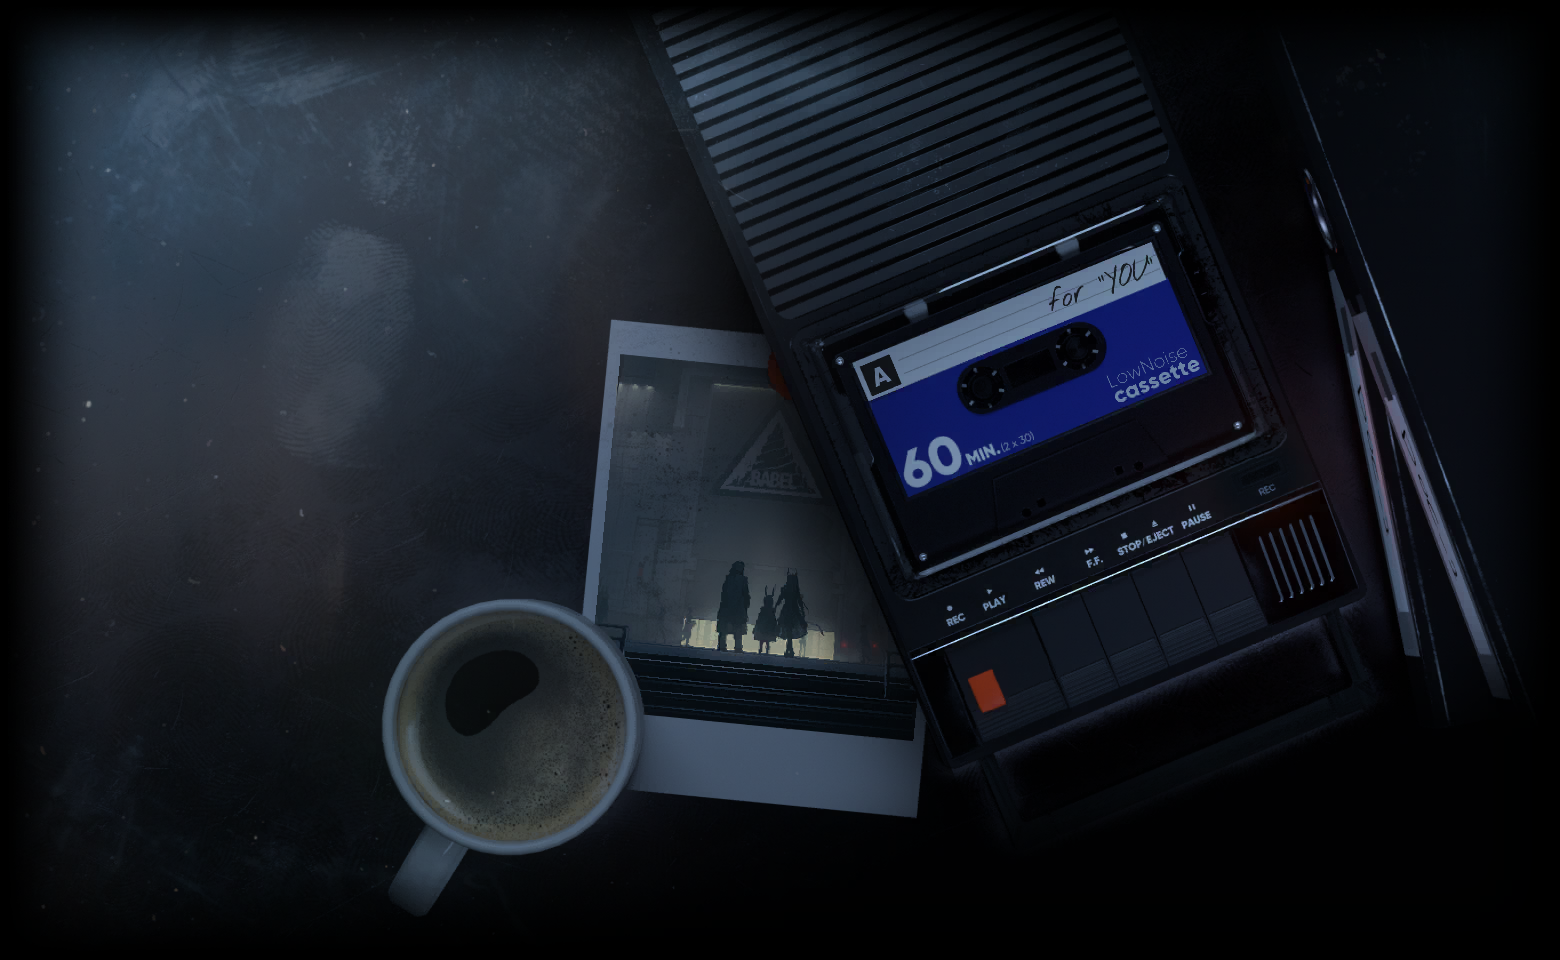 for "YOU"
A
LowNoise
cassette
60 MIN. (2 x 30)
BABEL
REC
REC
PLAY
REW
F.F.
STOP/EJECT
PAUSE